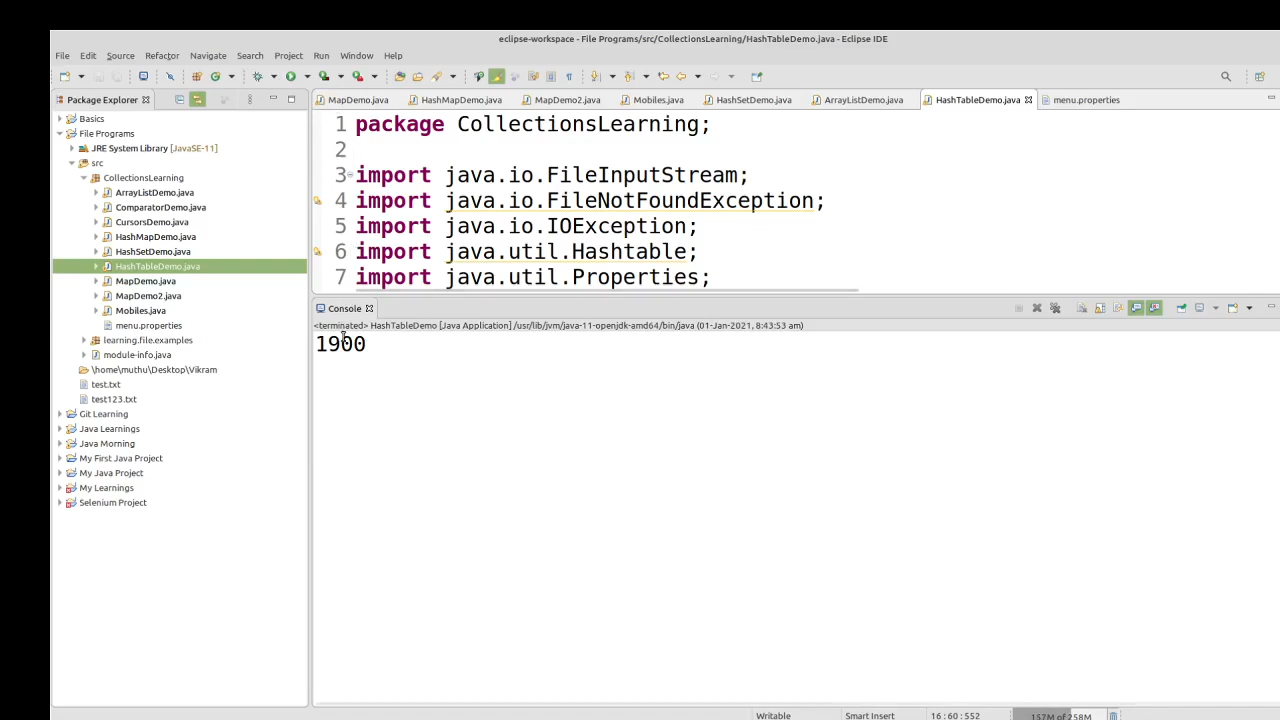 eclipse-workspace - File Programs/src/CollectionsLearning/HashTableDemo.java - Eclipse IDE
File Edit Source Refactor Navigate Search Project Run Window Help
Package Explorer
MapDemo.java HashMapDemo.java MapDemo2.java Mobiles.java HashSetDemo.java ArrayListDemo.java HashTableDemo.java menu.properties
Basics
File Programs
JRE System Library [JavaSE-11]
src
CollectionsLearning
ArrayListDemo.java
ComparatorDemo.java
CursorsDemo.java
HashMapDemo.java
HashSetDemo.java
HashTableDemo.java
MapDemo.java
MapDemo2.java
Mobiles.java
menu.properties
learning.file.examples
module-info.java
\home\muthu\Desktop\Vikram
test.txt
test123.txt
Git Learning
Java Learnings
Java Morning
My First Java Project
My Java Project
My Learnings
Selenium Project
1 package CollectionsLearning;
2
3 import java.io.FileInputStream;
4 import java.io.FileNotFoundException;
5 import java.io.IOException;
6 import java.util.Hashtable;
7 import java.util.Properties;
Console
<terminated> HashTableDemo [Java Application] /usr/lib/jvm/java-11-openjdk-amd64/bin/java (01-Jan-2021, 8:43:53 am)
1900
Writable Smart Insert 16 : 60 : 552 157M of 258M